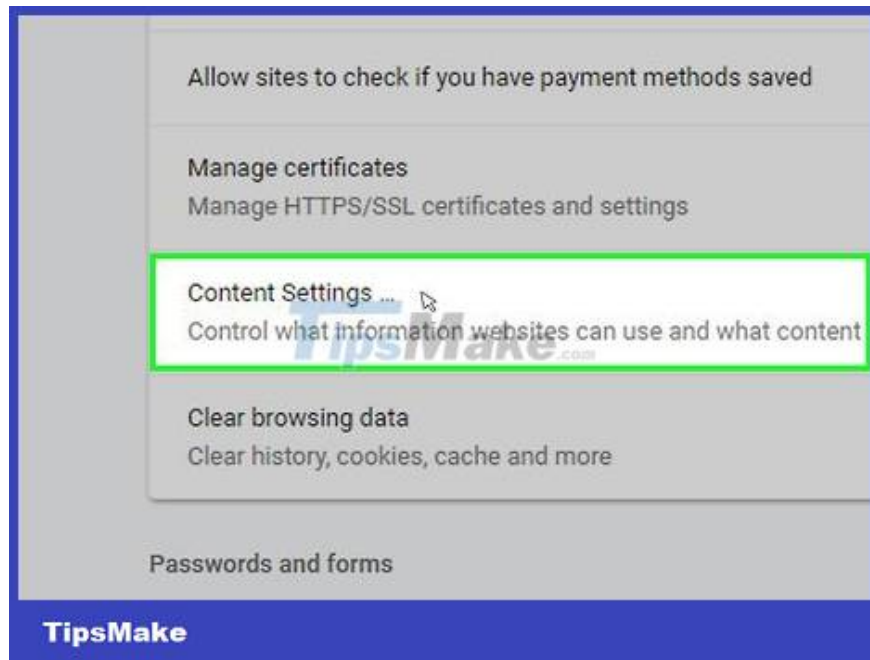 Allow sites to check if you have payment methods saved
Manage certificates
Manage HTTPS/SSL certificates and settings
Content Settings ...
Control what information websites can use and what content
TipsMake.com
Clear browsing data
Clear history, cookies, cache and more
Passwords and forms
TipsMake